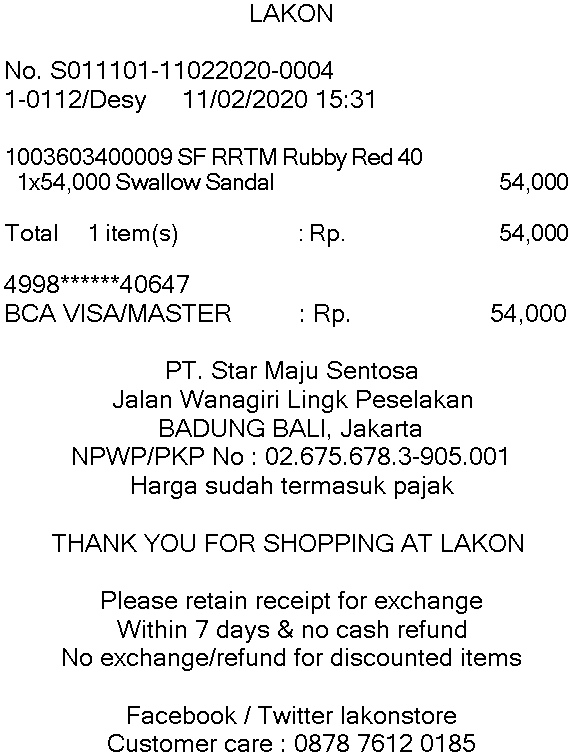 LAKON
No. S011101-11022020-0004
1-0112/Desy 11/02/2020 15:31
1003603400009 SF RRTM Rubby Red 40
1x54,000 Swallow Sandal 54,000
Total 1 item(s) : Rp. 54,000
4998******40647
BCA VISA/MASTER : Rp. 54,000
PT. Star Maju Sentosa
Jalan Wanagiri Lingk Peselakan
BADUNG BALI, Jakarta
NPWP/PKP No : 02.675.678.3-905.001
Harga sudah termasuk pajak
THANK YOU FOR SHOPPING AT LAKON
Please retain receipt for exchange
Within 7 days & no cash refund
No exchange/refund for discounted items
Facebook / Twitter lakonstore
Customer care : 0878 7612 0185